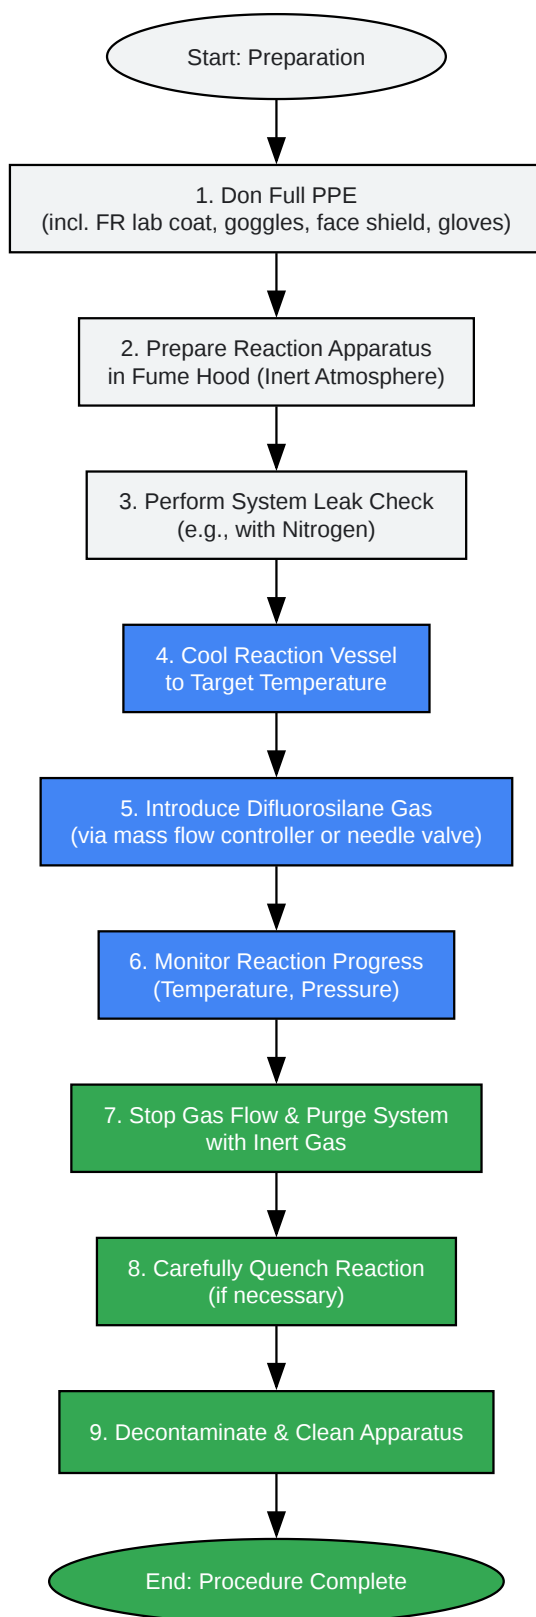 Start: Preparation
1. Don Full PPE
(incl. FR lab coat, goggles, face shield, gloves)
2. Prepare Reaction Apparatus
in Fume Hood (Inert Atmosphere)
3. Perform System Leak Check
(e.g., with Nitrogen)
4. Cool Reaction Vessel
to Target Temperature
5. Introduce Difluorosilane Gas
(via mass flow controller or needle valve)
6. Monitor Reaction Progress
(Temperature, Pressure)
7. Stop Gas Flow & Purge System
with Inert Gas
8. Carefully Quench Reaction
(if necessary)
9. Decontaminate & Clean Apparatus
End: Procedure Complete